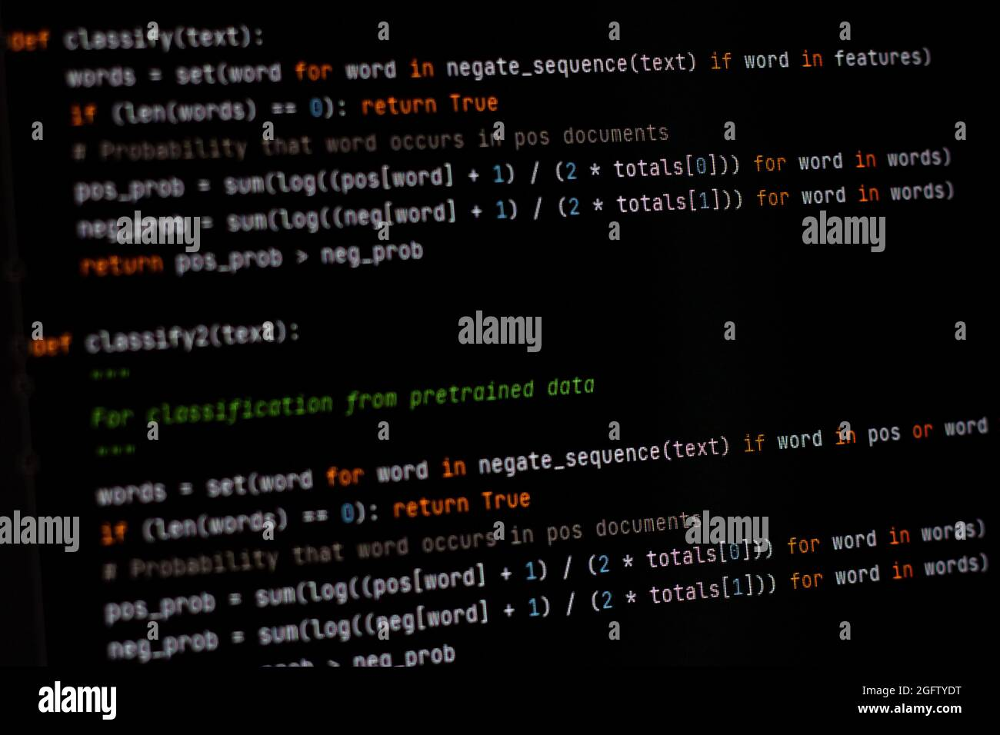 def classify(text):
words = set(word for word in negate_sequence(text) if word in features)
if (len(words) == 0): return True
# Probability that word occurs in pos documents
pos_prob = sum(log((pos[word] + 1) / (2 * totals[0])) for word in words)
neg_prob = sum(log((neg[word] + 1) / (2 * totals[1])) for word in words)
return pos_prob > neg_prob
def classify2(text):
"""
For classification from pretrained data
"""
words = set(word for word in negate_sequence(text) if word in pos or word
if (len(words) == 0): return True
# Probability that word occurs in pos documents
pos_prob = sum(log((pos[word] + 1) / (2 * totals[0])) for word in words)
neg_prob = sum(log((neg[word] + 1) / (2 * totals[1])) for word in words)
prob > neg_prob
alamy
Image ID: 2GFTYDT
www.alamy.com